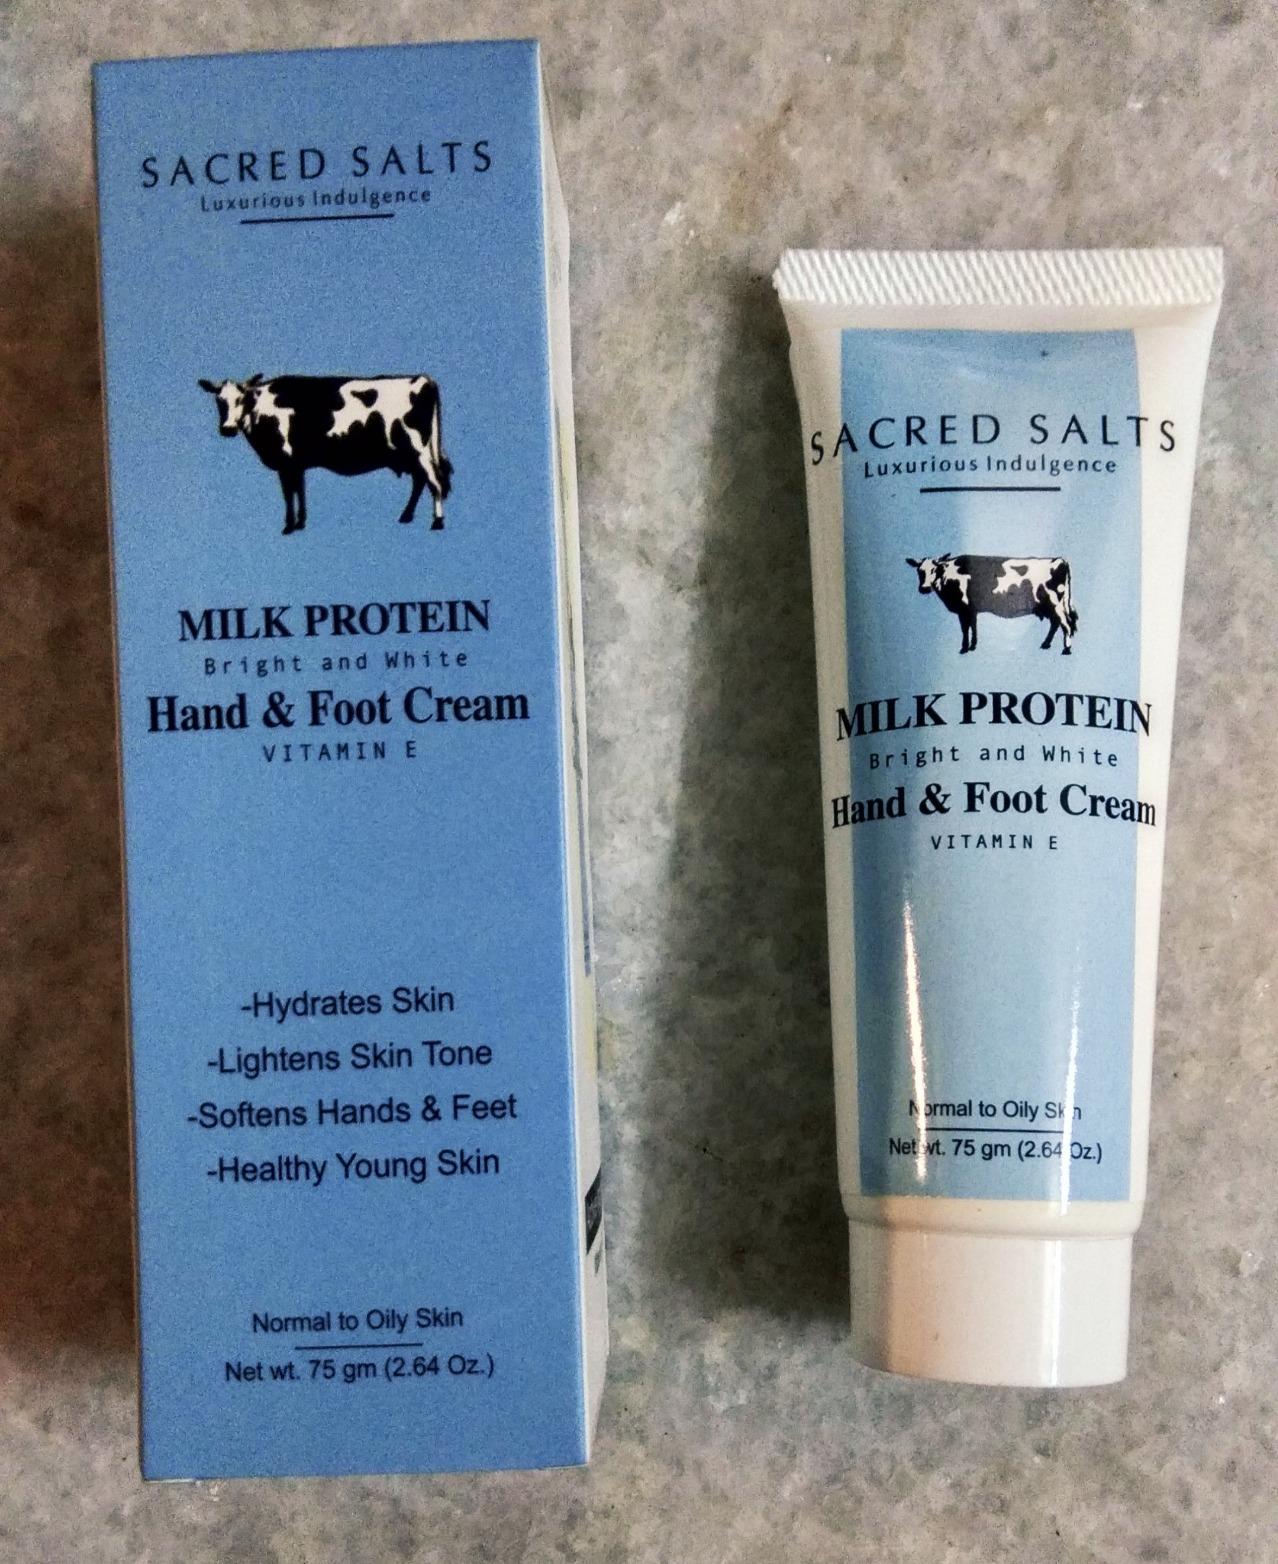 SACRED SALTS
Luxurious Indulgence
MILK PROTEIN
Bright and White
Hand & Foot Cream
VITAMIN E
-Hydrates Skin
-Lightens Skin Tone
-Softens Hands & Feet
-Healthy Young Skin
Normal to Oily Skin
Net wt. 75 gm (2.64 Oz.)
SACRED SALTS
Luxurious Indulgence
MILK PROTEIN
Bright and White
Hand & Foot Cream
VITAMIN E
Normal to Oily Skin
Net wt. 75 gm (2.64 Oz.)